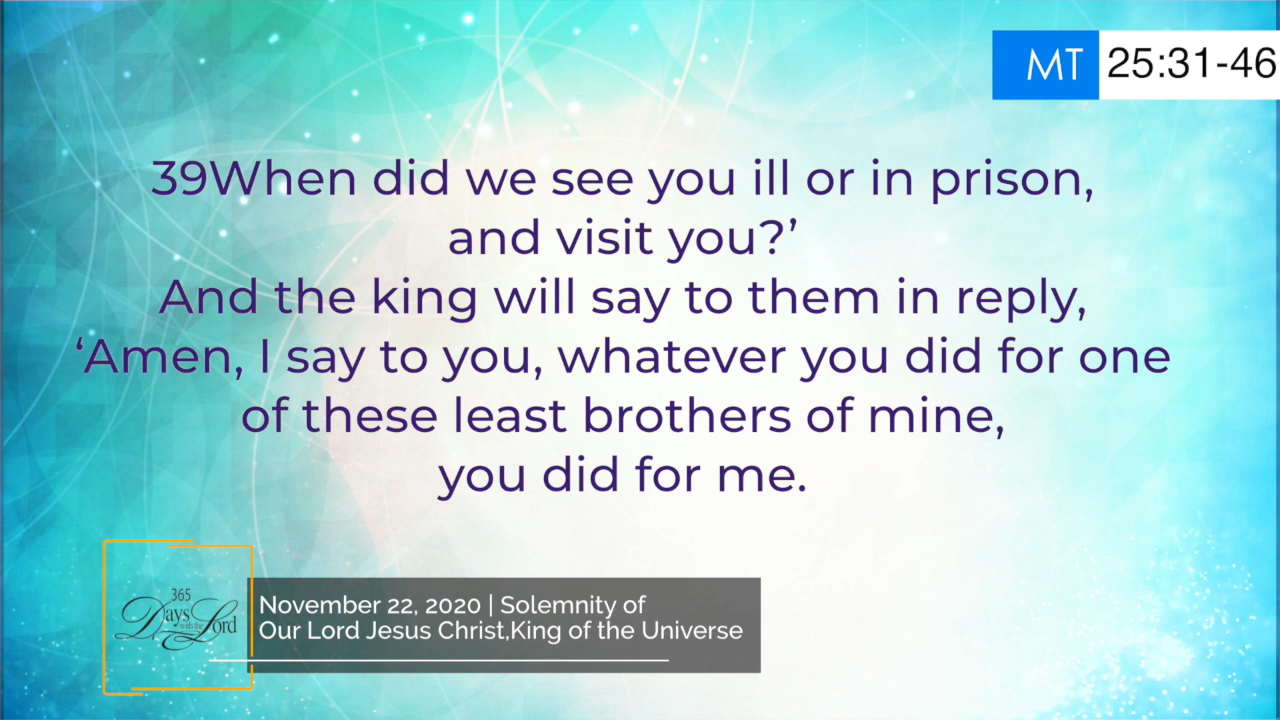 MT 25:31-46
39When did we see you ill or in prison,
and visit you?’
And the king will say to them in reply,
‘Amen, I say to you, whatever you did for one
of these least brothers of mine,
you did for me.
365
Days
with the Lord
November 22, 2020 | Solemnity of
Our Lord Jesus Christ,King of the Universe